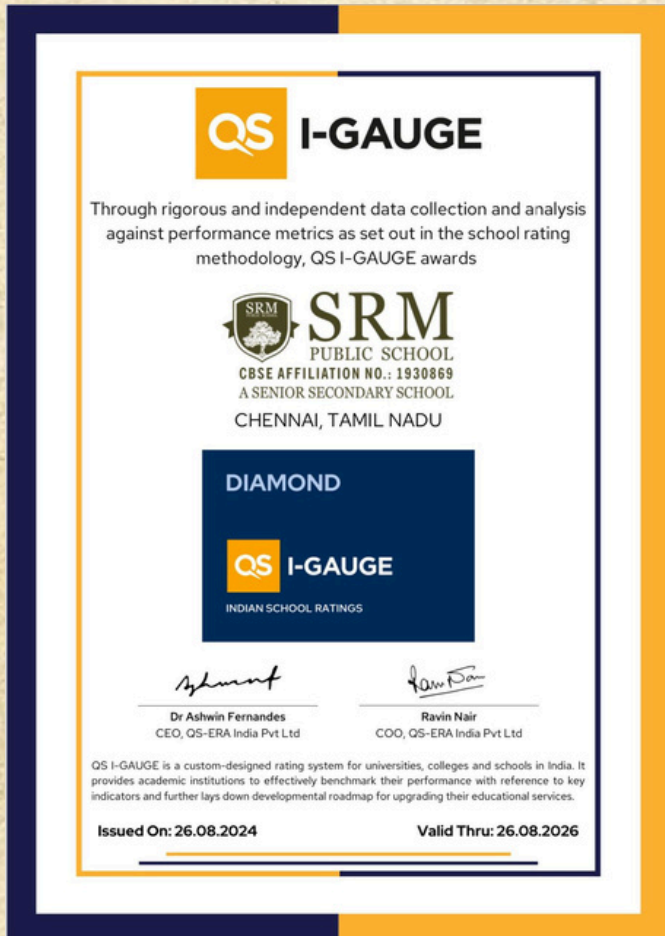 QS I-GAUGE
Through rigorous and independent data collection and analysis
against performance metrics as set out in the school rating
methodology, QS I-GAUGE awards
SRM
SRM
PUBLIC SCHOOL
CBSE AFFILIATION NO.: 1930869
A SENIOR SECONDARY SCHOOL
CHENNAI, TAMIL NADU
DIAMOND
QS I-GAUGE
INDIAN SCHOOL RATINGS
Dr Ashwin Fernandes
CEO, QS-ERA India Pvt Ltd
Ravin Nair
COO, QS-ERA India Pvt Ltd
QS I-GAUGE is a custom-designed rating system for universities, colleges and schools in India. It
provides academic institutions to effectively benchmark their performance with reference to key
indicators and further lays down developmental roadmap for upgrading their educational services.
Issued On: 26.08.2024
Valid Thru: 26.08.2026